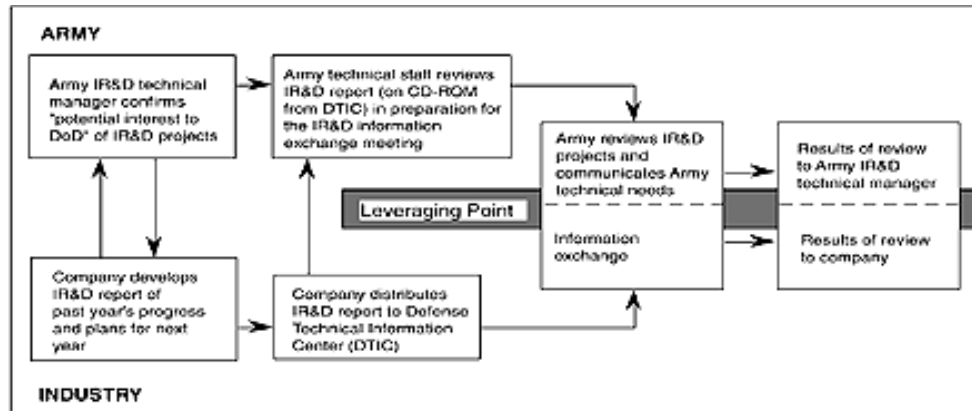 ARMY
Army IR&D technical
manager confirms
"potential interest to
DoD" of IR&D projects
Army technical staff reviews
IR&D report (on CD-ROM
from DTIC) in preparation for
the IR&D information
exchange meeting
Army reviews IR&D
projects and
communicates Army
technical needs
Results of review
to Army IR&D
technical manager
Leveraging Point
Information
exchange
Results of review
to company
Company develops
IR&D report of
past year's progress
and plans for next
year
Company distributes
IR&D report to Defense
Technical Information
Center (DTIC)
INDUSTRY